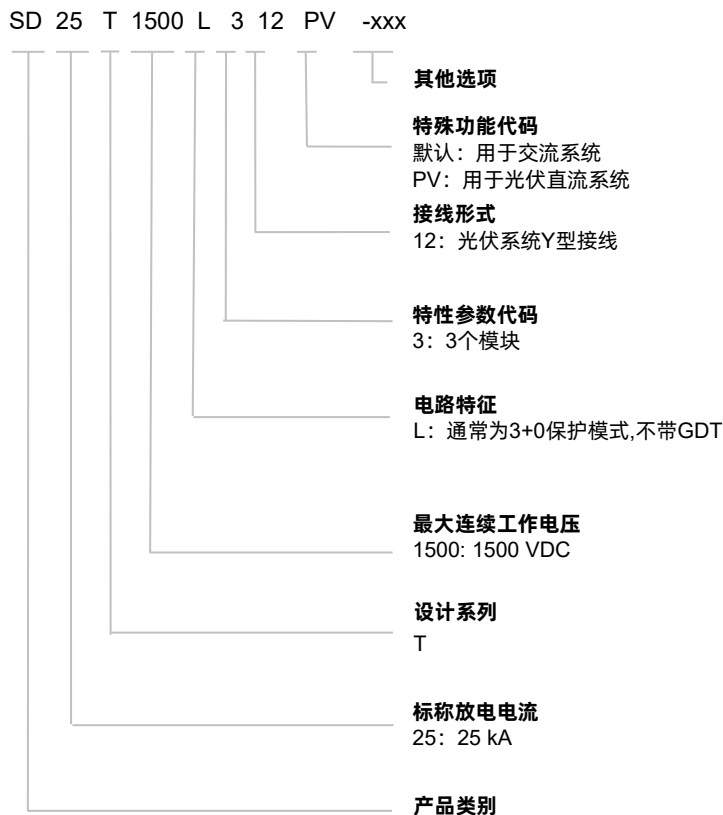 SD 25 T 1500 L 3 12 PV -xxx
其他选项
特殊功能代码
默认：用于交流系统
PV：用于光伏直流系统
接线形式
12：光伏系统Y型接线
特性参数代码
3：3个模块
电路特征
L：通常为3+0保护模式,不带GDT
最大连续工作电压
1500: 1500 VDC
设计系列
T
标称放电电流
25：25 kA
产品类别